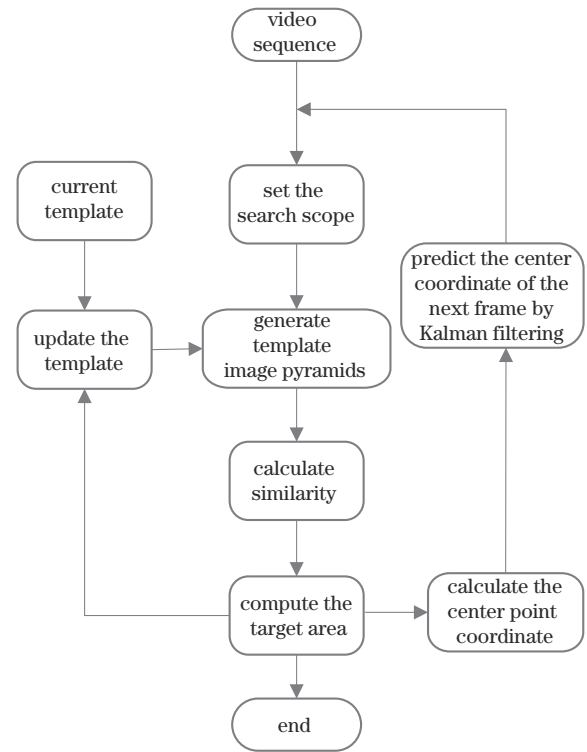 video
sequence
current
template
set the
search scope
predict the center
coordinate of the
next frame by
Kalman filtering
update the
template
generate
template
image pyramids
calculate
similarity
compute the
target area
calculate the
center point
coordinate
end